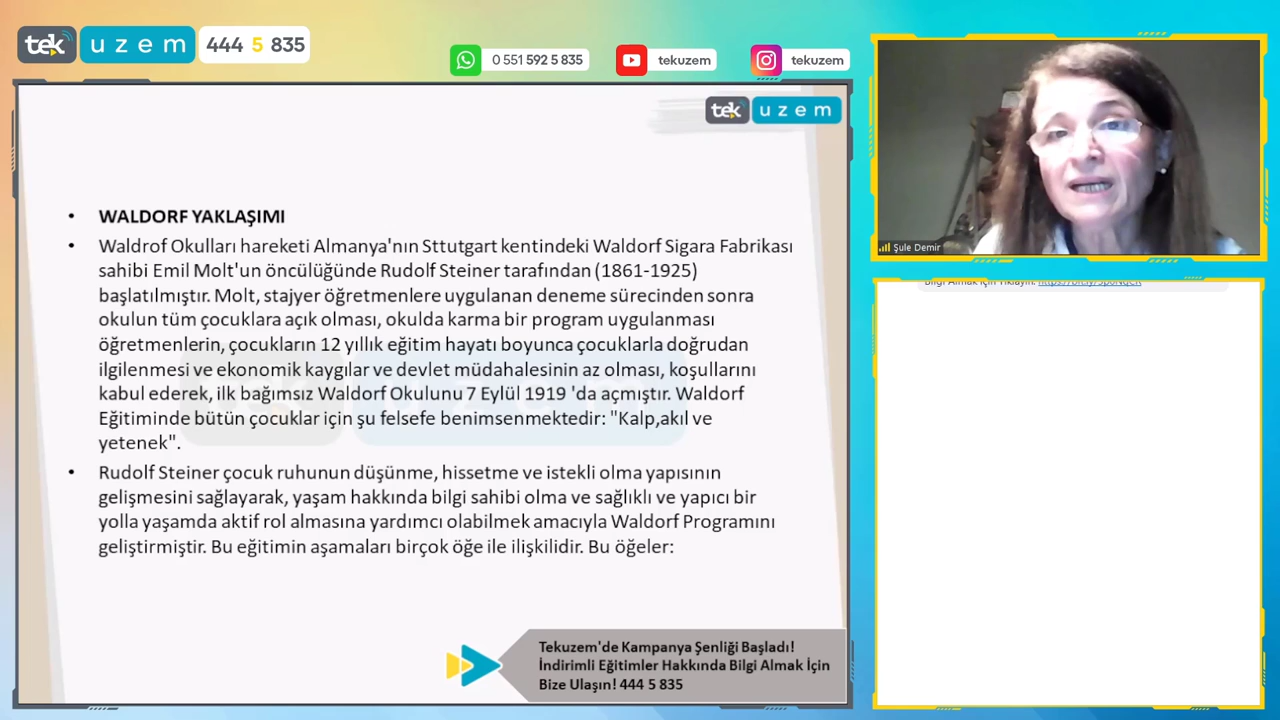 tek uzem 444 5 835
0 551 592 5 835
tekuzem
tekuzem
tek uzem
• WALDORF YAKLAŞIMI
• Waldrof Okulları hareketi Almanya'nın Sttutgart kentindeki Waldorf Sigara Fabrikası
sahibi Emil Molt'un öncülüğünde Rudolf Steiner tarafından (1861-1925)
başlatılmıştır. Molt, stajyer öğretmenlere uygulanan deneme sürecinden sonra
okulun tüm çocuklara açık olması, okulda karma bir program uygulanması
öğretmenlerin, çocukların 12 yıllık eğitim hayatı boyunca çocuklarla doğrudan
ilgilenmesi ve ekonomik kaygılar ve devlet müdahalesinin az olması, koşullarını
kabul ederek, ilk bağımsız Waldorf Okulunu 7 Eylül 1919 'da açmıştır. Waldorf
Eğitiminde bütün çocuklar için şu felsefe benimsenmektedir: "Kalp,akıl ve
yetenek".
• Rudolf Steiner çocuk ruhunun düşünme, hissetme ve istekli olma yapısının
gelişmesini sağlayarak, yaşam hakkında bilgi sahibi olma ve sağlıklı ve yapıcı bir
yolla yaşamda aktif rol almasına yardımcı olabilmek amacıyla Waldorf Programını
geliştirmiştir. Bu eğitimin aşamaları birçok öğe ile ilişkilidir. Bu öğeler:
Tekuzem'de Kampanya Şenliği Başladı!
İndirimli Eğitimler Hakkında Bilgi Almak İçin
Bize Ulaşın! 444 5 835
Şule Demir